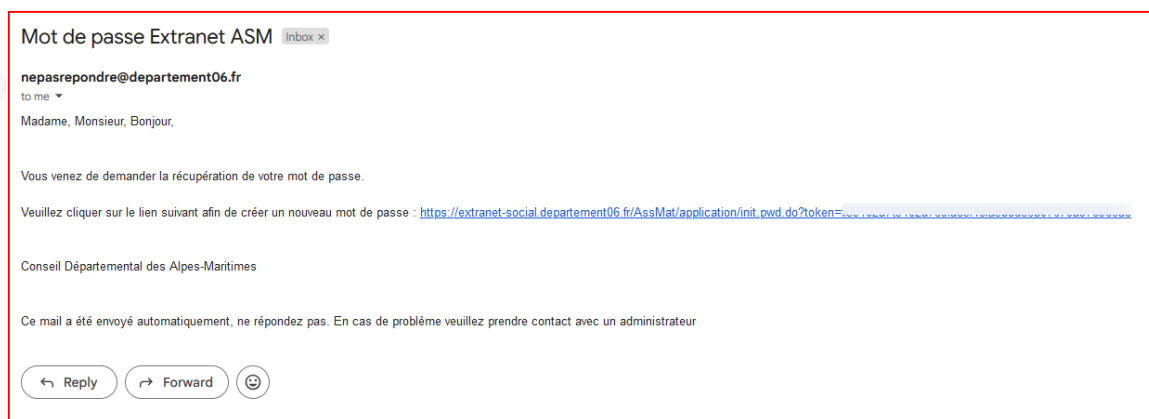 Mot de passe Extranet ASM Inbox ×
nepasrepondre@departement06.fr
to me
Madame, Monsieur, Bonjour,
Vous venez de demander la récupération de votre mot de passe.
Veuillez cliquer sur le lien suivant afin de créer un nouveau mot de passe : https://extranet-social.departement06.fr/AssMat/application/init.pwd.do?token=
Conseil Départemental des Alpes-Maritimes
Ce mail a été envoyé automatiquement, ne répondez pas. En cas de problème veuillez prendre contact avec un administrateur
Reply Forward